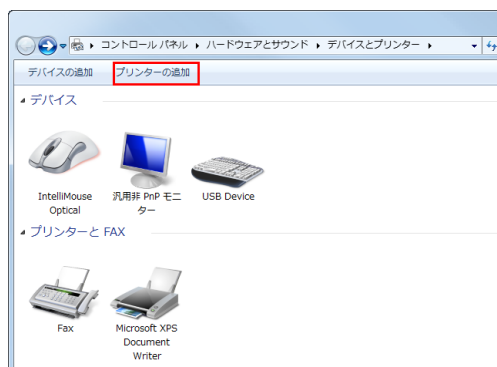 コントロール パネル ▸ ハードウェアとサウンド ▸ デバイスとプリンター ▸
デバイスの追加 プリンターの追加
デバイス
IntelliMouse
Optical
汎用非 PnP モニ
ター
USB Device
プリンターと FAX
Fax
Microsoft XPS
Document
Writer